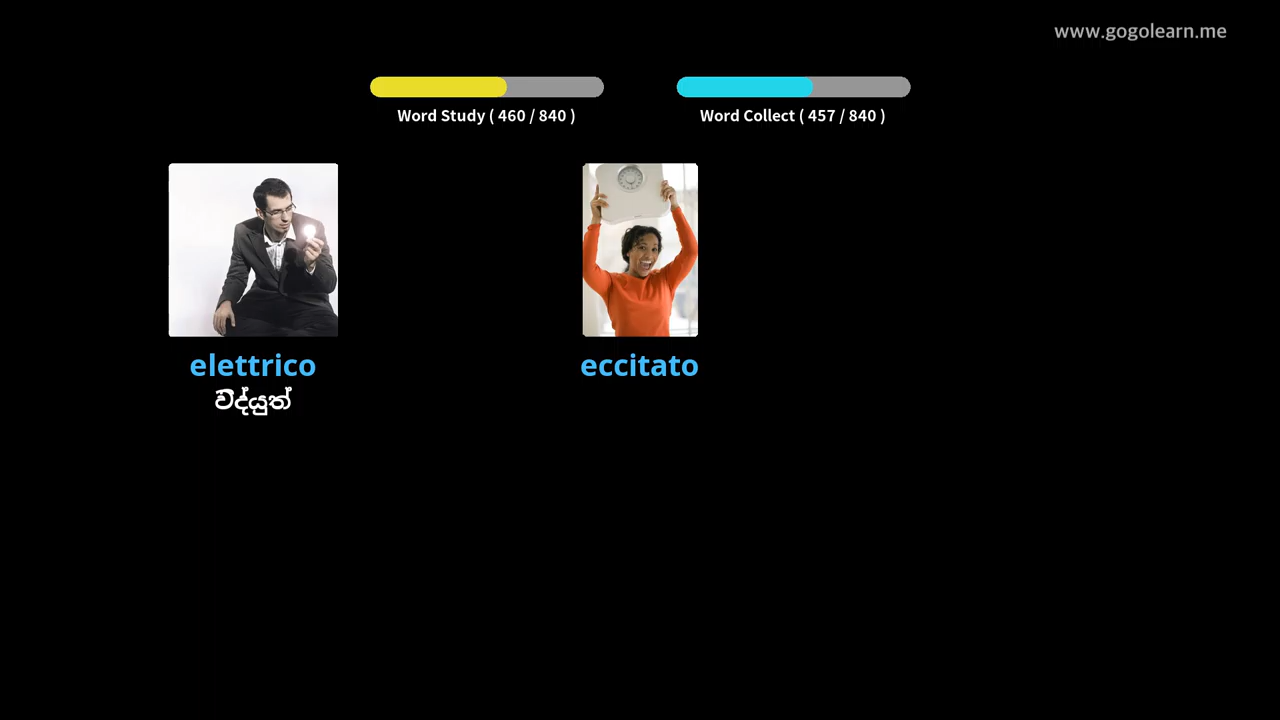 www.gogolearn.me
Word Study ( 460 / 840 )
Word Collect ( 457 / 840 )
elettrico
විද්යුත්
eccitato